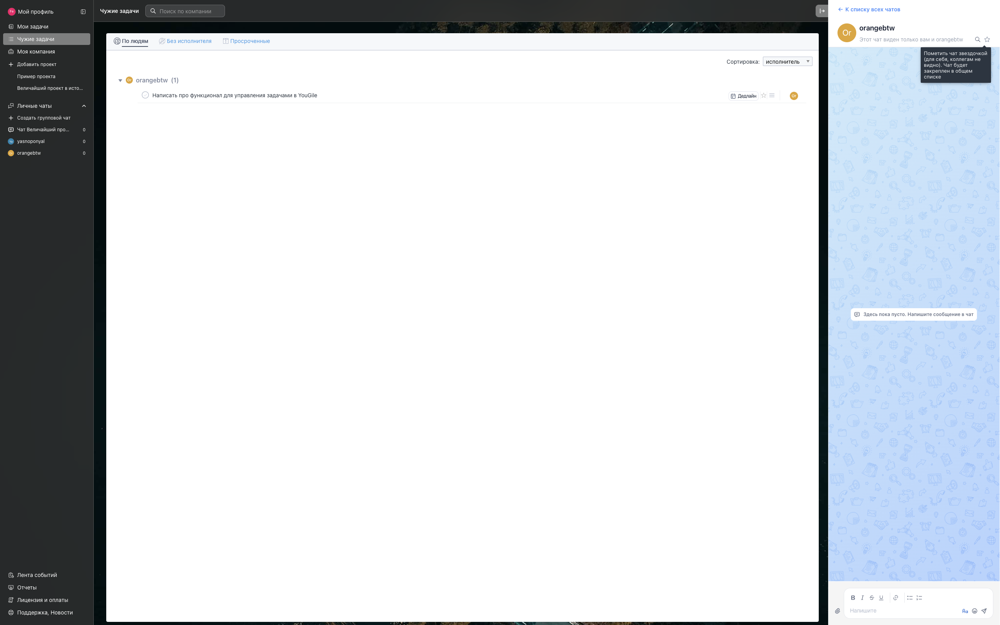 Fe Мой профиль
Мои задачи
Чужие задачи
Моя компания
Добавить проект
Пример проекта
Величайший проект в исто...
Личные чаты
Создать групповой чат
Чат Величайший про... 0
Ya yasnoponyal 0
Or orangebtw 0
Лента событий
Отчеты
Лицензия и оплаты
Поддержка, Новости
Чужие задачи
Поиск по компании
По людям
Без исполнителя
Просроченные
Сортировка: исполнитель
Or orangebtw (1)
Написать про функционал для управления задачами в YouGile
Дедлайн
Or
К списку всех чатов
Or
orangebtw
Этот чат виден только вам и orangebtw
Пометить чат звездочкой
(для себя, коллегам не
видно). Чат будет
закреплен в общем
списке
Здесь пока пусто. Напишите сообщение в чат
B I S U
Напишите
Aa